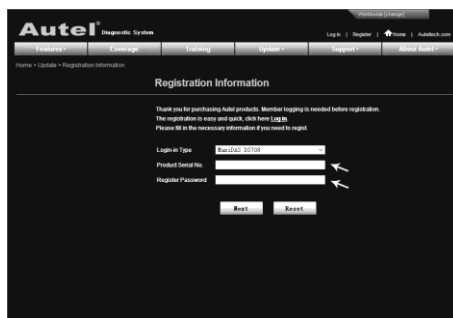 Worldwide [change]
Autel® Diagnostic System
Log in | Register | Home | Auteltech.com
Features Coverage Training Update Support About Autel
Home > Update > Registration Information
Registration Information
Thank you for purchasing Autel products. Member logging is needed before registration.
The registration is easy and quick, click here Log in.
Please fill in the necessary information if you need to regist.
Login-in Type MaxiDAS DS708
Product Serial No.
Register Password
Next Reset